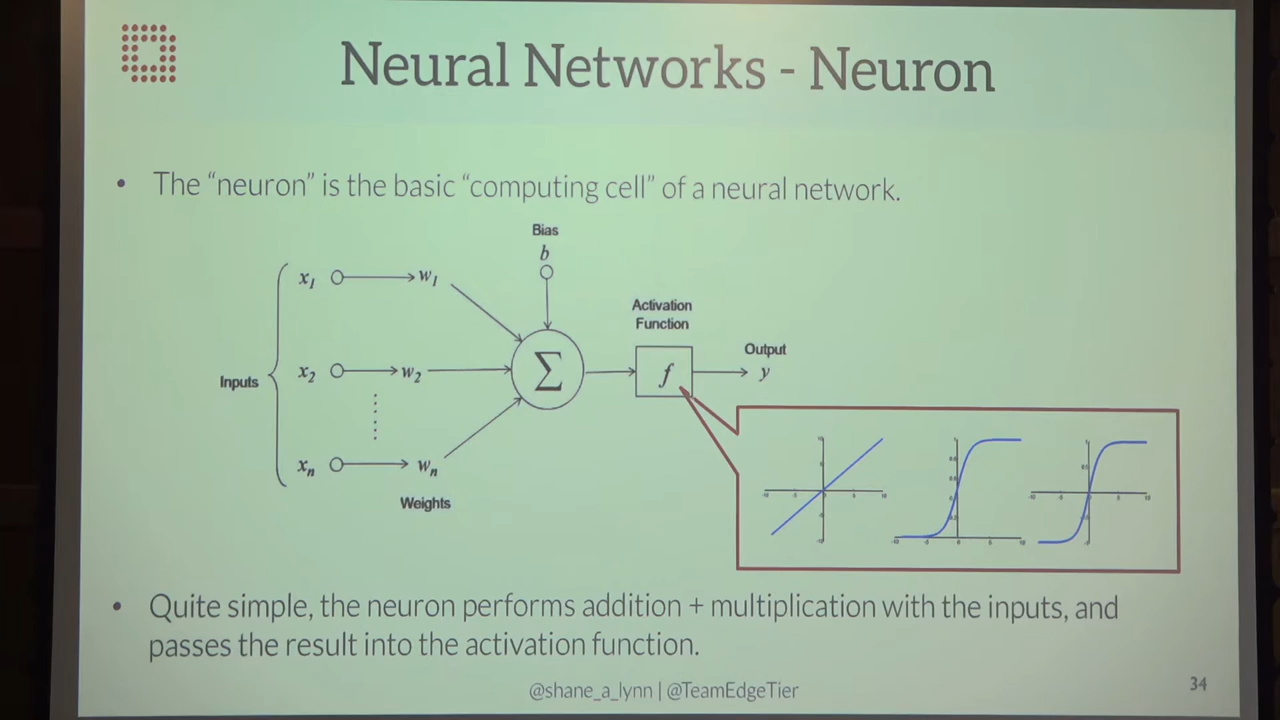 Neural Networks - Neuron
• The “neuron” is the basic “computing cell” of a neural network.
Bias
b
x1
w1
Activation
Function
Inputs
x2
w2
Σ
f
Output
y
xn
wn
Weights
• Quite simple, the neuron performs addition + multiplication with the inputs, and
passes the result into the activation function.
@shane_a_lynn | @TeamEdgeTier
34